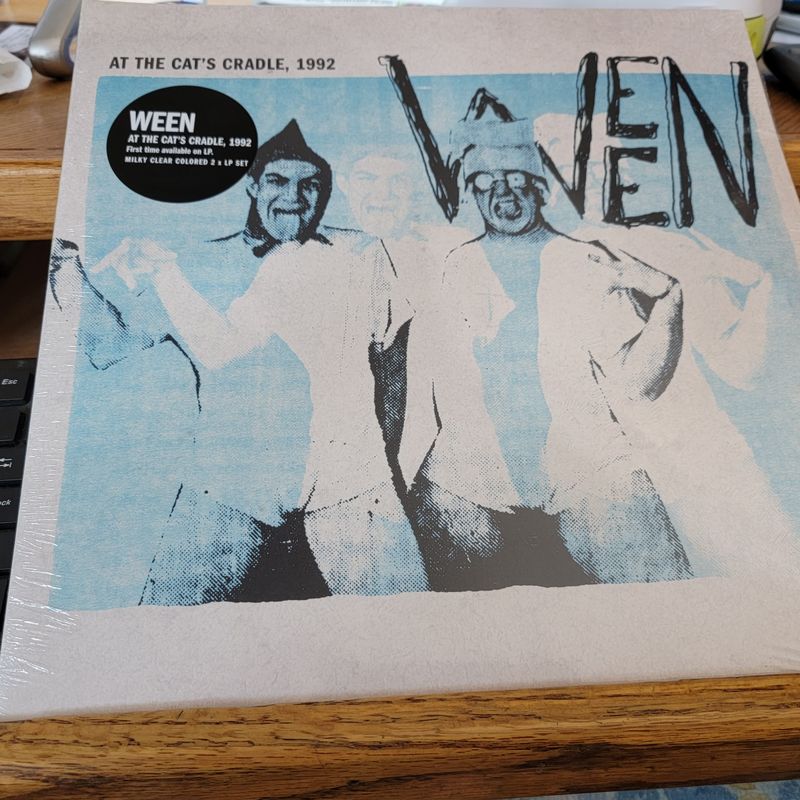 AT THE CAT'S CRADLE, 1992
WEEN
WEEN
AT THE CAT'S CRADLE, 1992
First time available on LP.
MILKY CLEAR COLORED 2 x LP SET
Esc